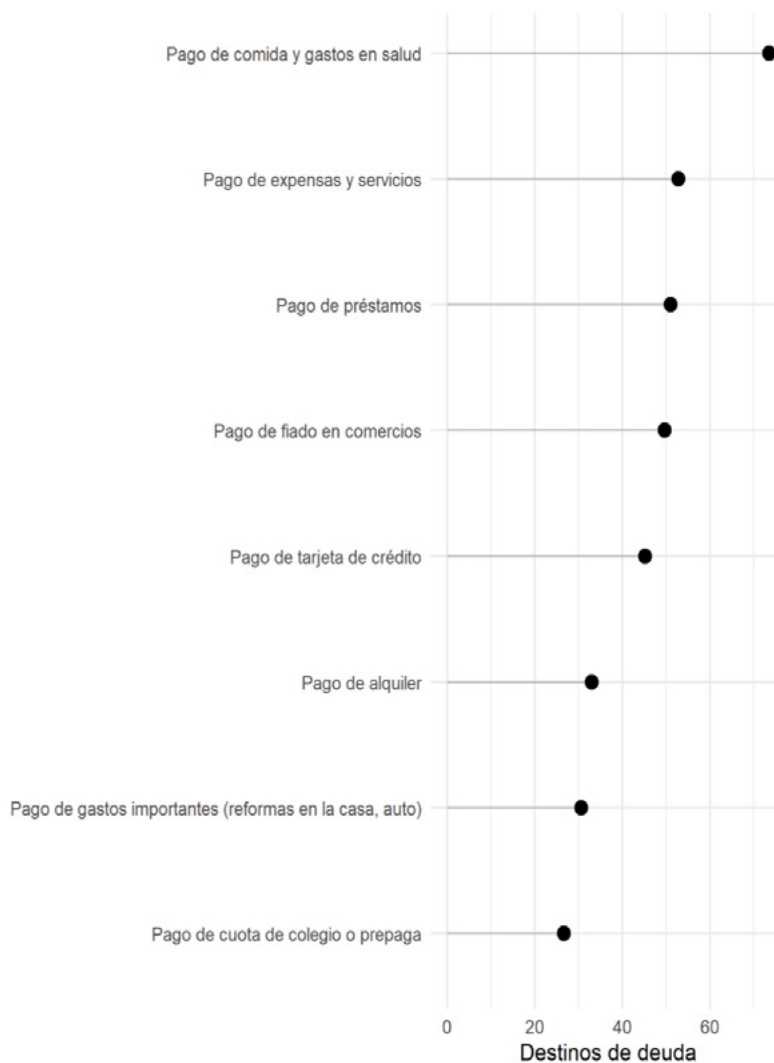 Pago de comida y gastos en salud
Pago de expensas y servicios
Pago de préstamos
Pago de fiado en comercios
Pago de tarjeta de crédito
Pago de alquiler
Pago de gastos importantes (reformas en la casa, auto)
Pago de cuota de colegio o prepaga
0 20 40 60
Destinos de deuda